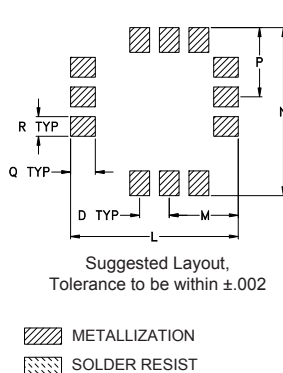 P
N
R TYP
Q TYP
D TYP
M
L
Suggested Layout,
Tolerance to be within ±.002
METALLIZATION
SOLDER RESIST